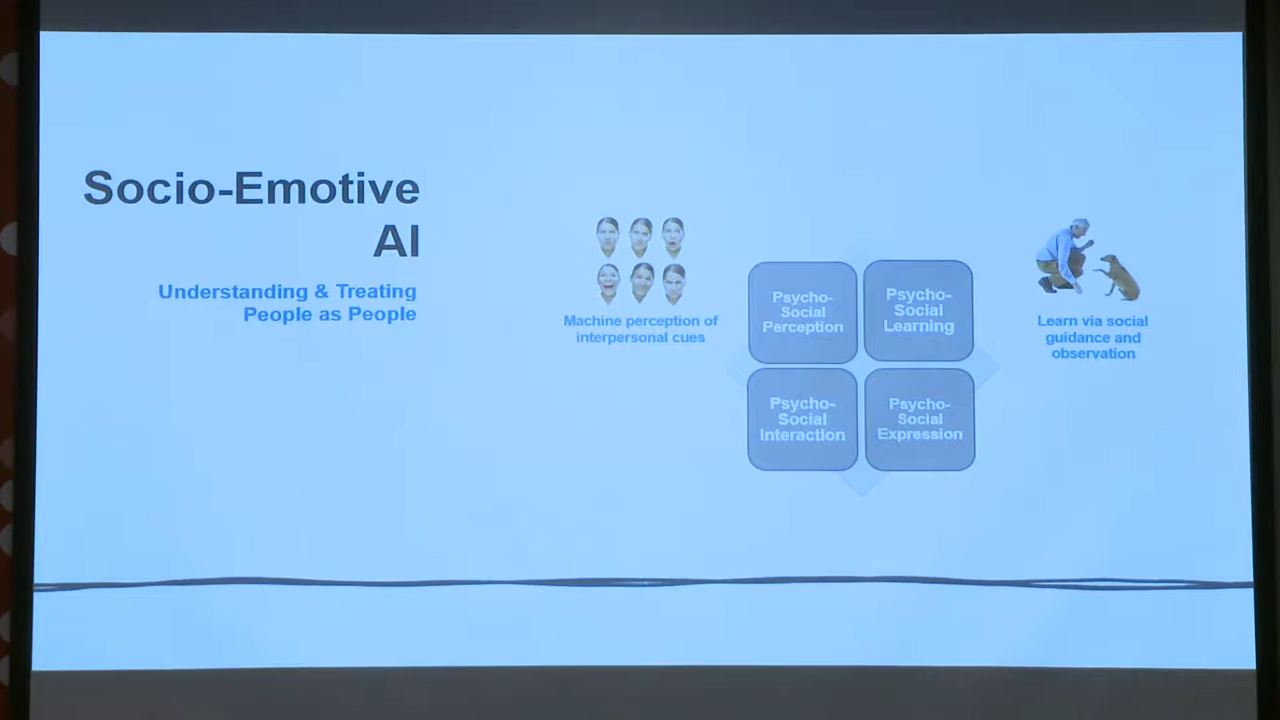 Socio-Emotive
AI
Understanding & Treating
People as People
Machine perception of
interpersonal cues
Psycho-
Social
Perception
Psycho-
Social
Learning
Psycho-
Social
Interaction
Psycho-
Social
Expression
Learn via social
guidance and
observation